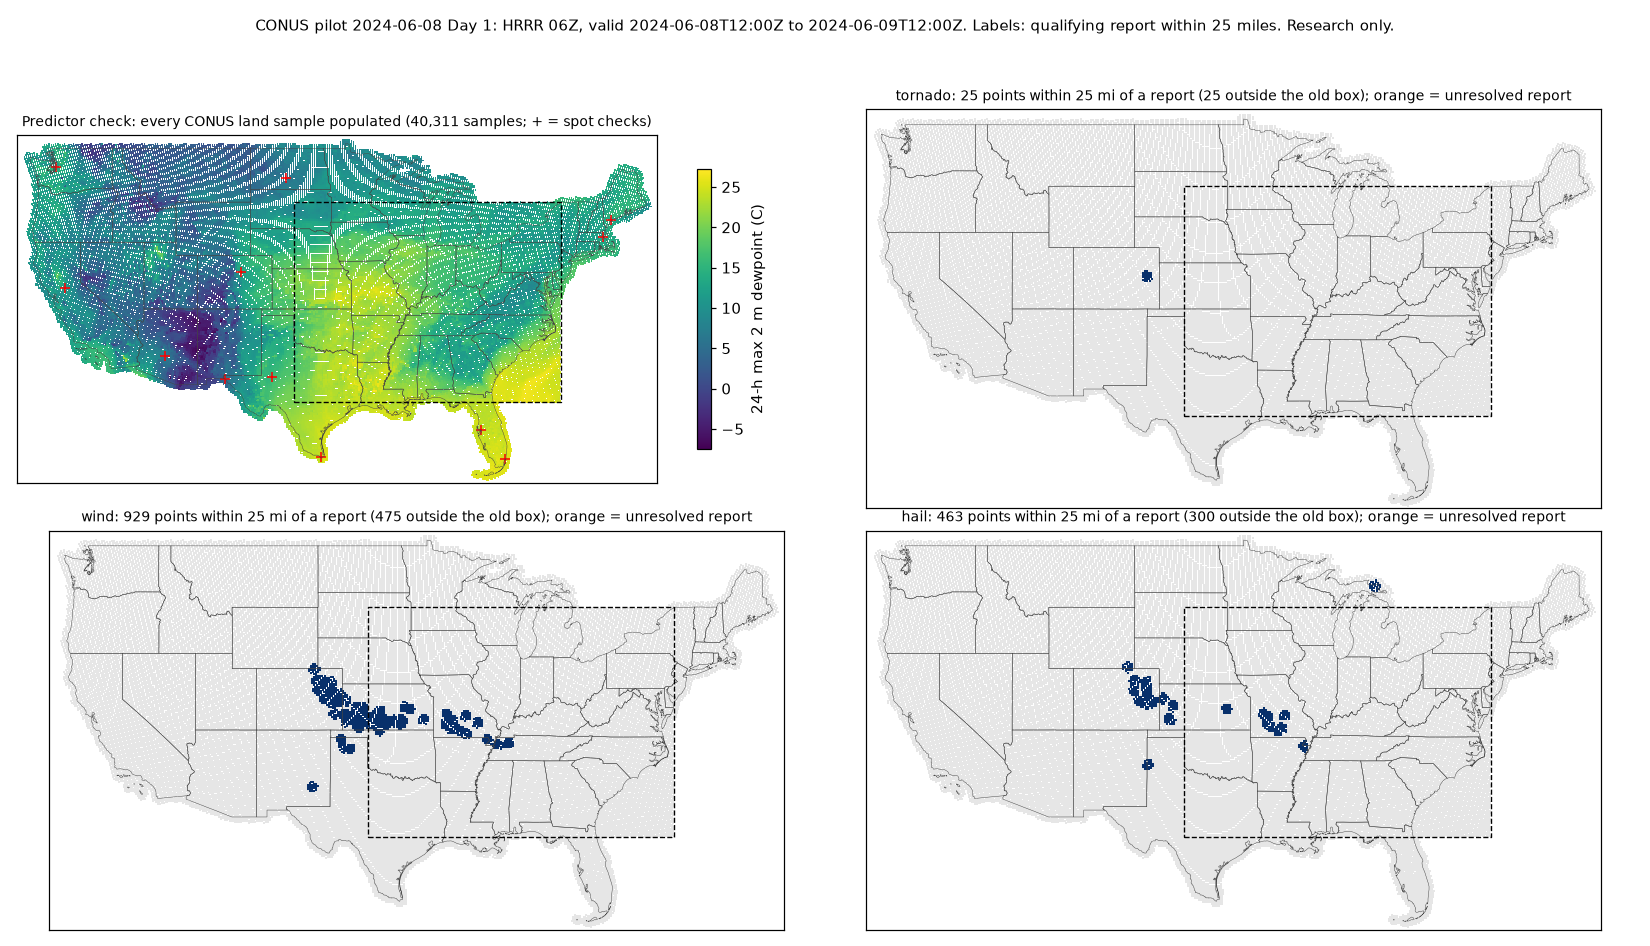 CONUS pilot 2024-06-08 Day 1: HRRR 06Z, valid 2024-06-08T12:00Z to 2024-06-09T12:00Z. Labels: qualifying report within 25 miles. Research only.
Predictor check: every CONUS land sample populated (40,311 samples; + = spot checks)
25
20
15
10
5
0
−5
24-h max 2 m dewpoint (C)
tornado: 25 points within 25 mi of a report (25 outside the old box); orange = unresolved report
wind: 929 points within 25 mi of a report (475 outside the old box); orange = unresolved report
hail: 463 points within 25 mi of a report (300 outside the old box); orange = unresolved report